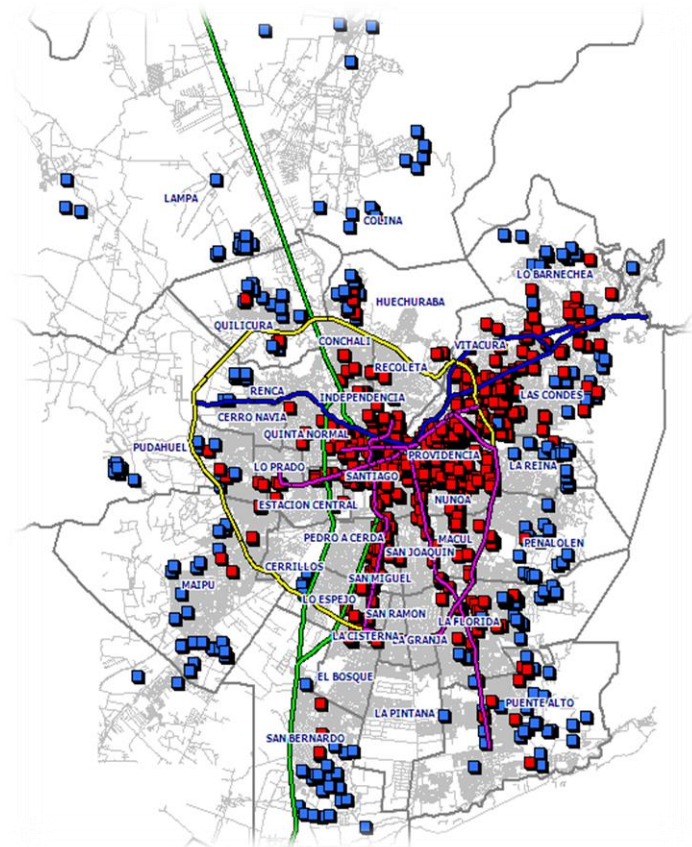 LAMPA
COLINA
LO BARNECHEA
HUECHURABA
QUILICURA
CONCHALI
VITACURA
RECOLETA
RENCA
INDEPENDENCIA
LAS CONDES
CERRO NAVIA
QUINTA NORMAL
PUDAHUEL
PROVIDENCIA
LO PRADO
LA REINA
SANTIAGO
NUNOA
ESTACION CENTRAL
PEDRO A CERDA
MACUL
PENALOLEN
SAN JOAQUIN
CERRILLOS
SAN MIGUEL
MAIPU
LO ESPEJO
SAN RAMON
LA FLORIDA
LA CISTERNA
LA GRANJA
EL BOSQUE
PUENTE ALTO
LA PINTANA
SAN BERNARDO